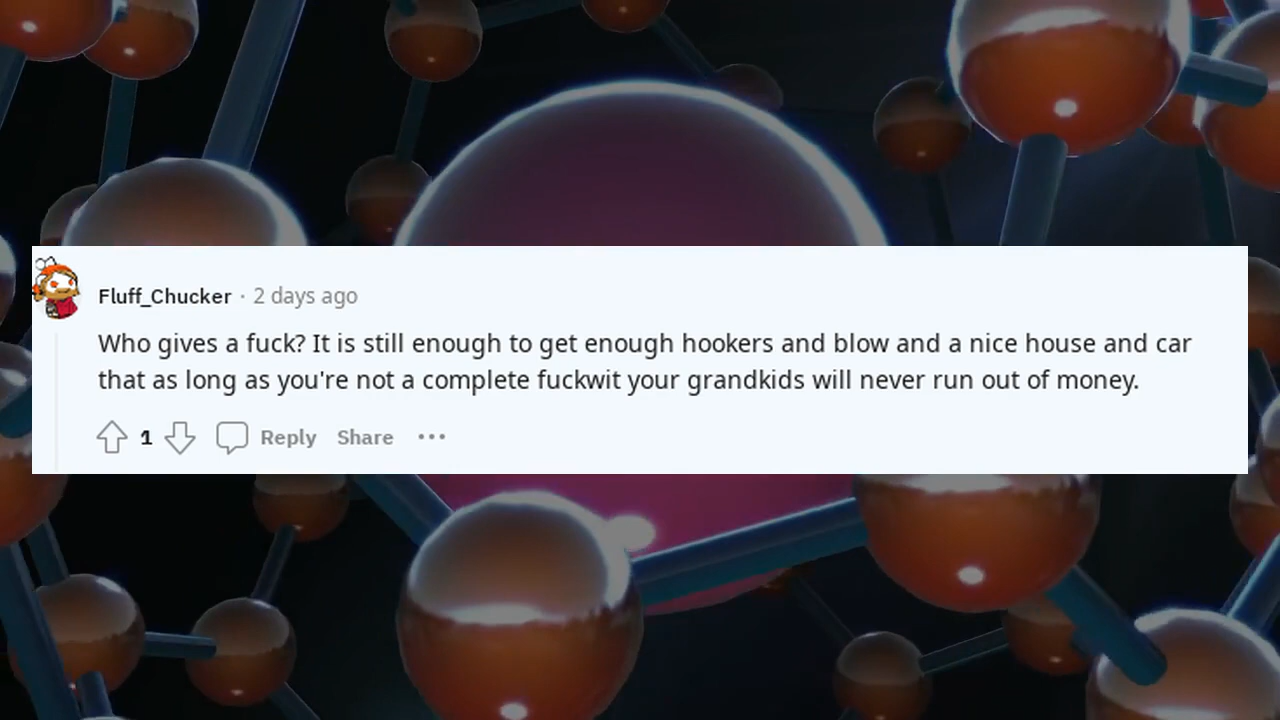 Fluff_Chucker · 2 days ago
Who gives a fuck? It is still enough to get enough hookers and blow and a nice house and car
that as long as you're not a complete fuckwit your grandkids will never run out of money.
1 Reply Share •••